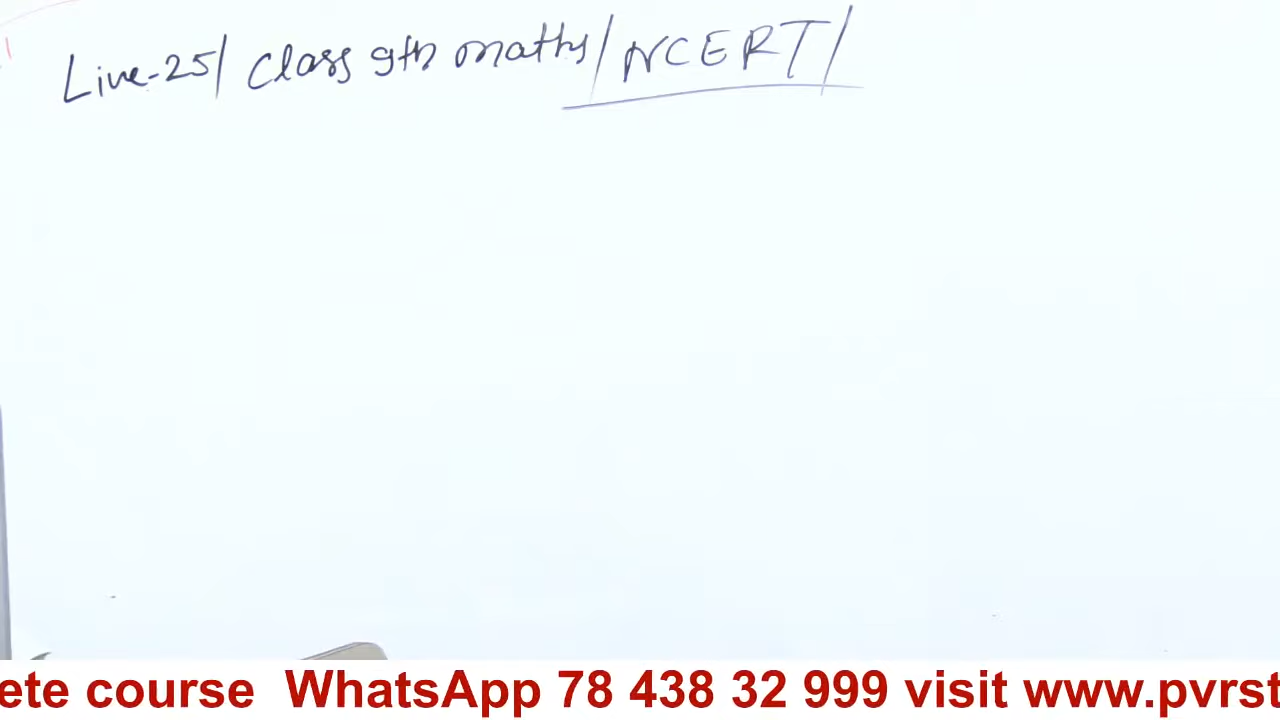 Live-25/ Class 9th maths/ NCERT/
ete course WhatsApp 78 438 32 999 visit www.pvrst